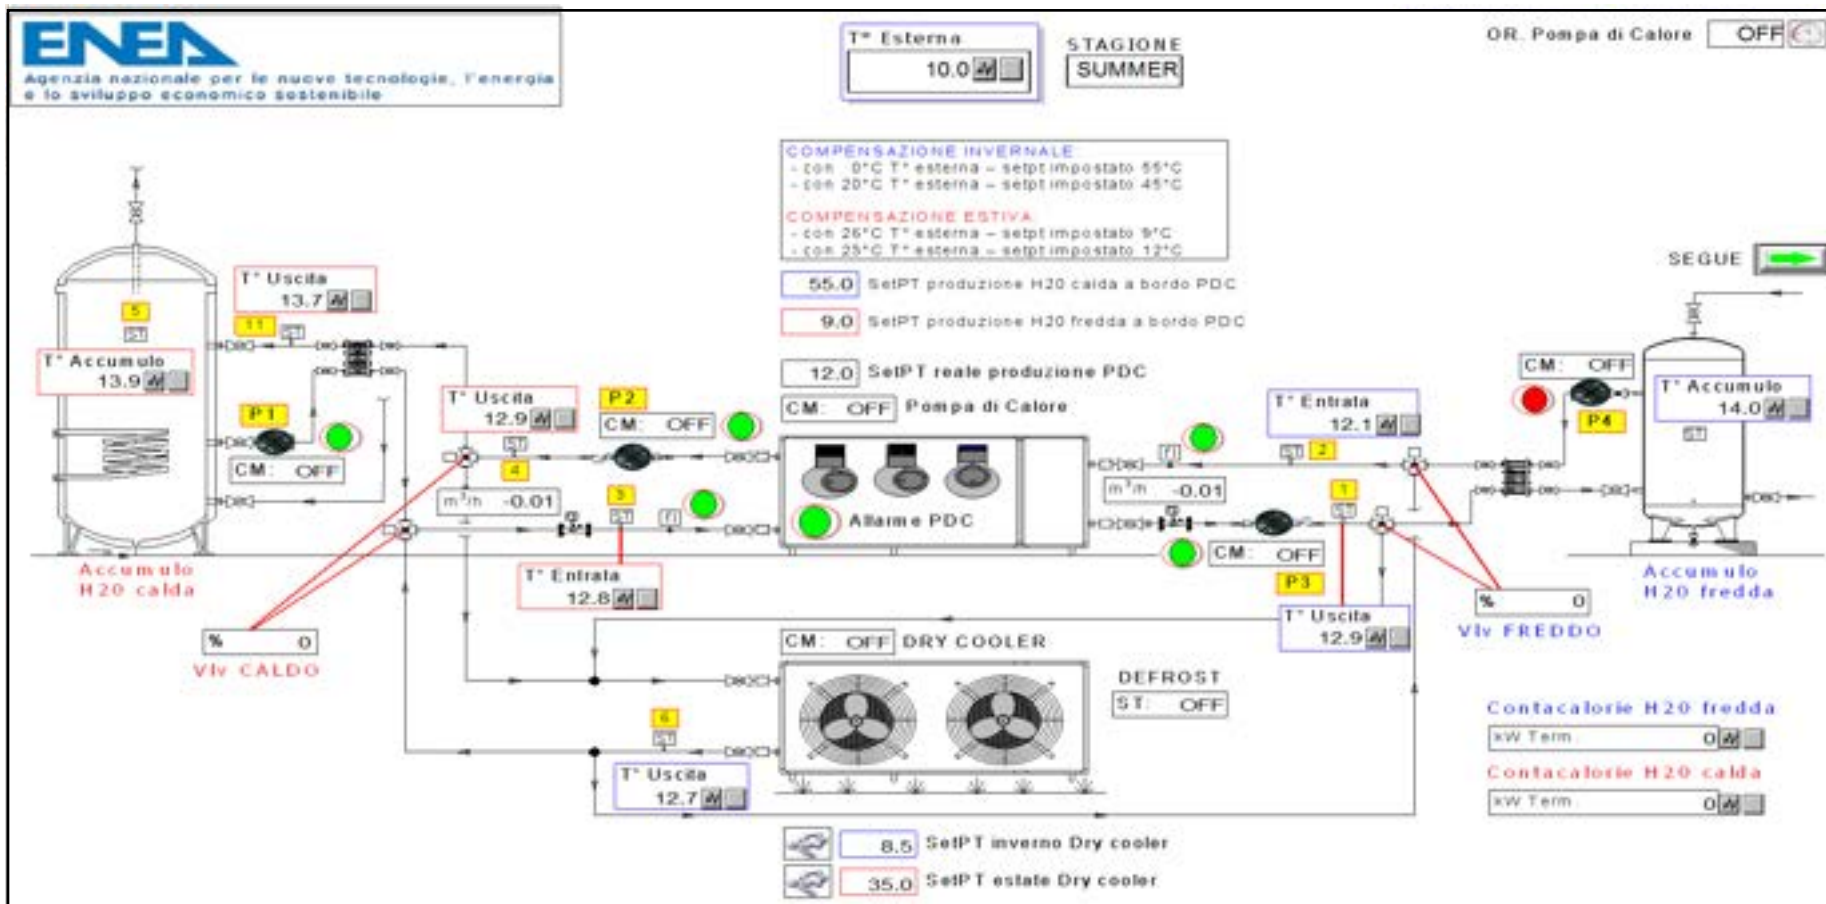 ENEA
Agenzia nazionale per le nuove tecnologie, l'energia
e lo sviluppo economico sostenibile
T° Esterna
10.0
STAGIONE
SUMMER
OR. Pompa di Calore OFF
COMPENSAZIONE INVERNALE
- con 0°C T° esterna – setpt impostato 55°C
- con 20°C T° esterna – setpt impostato 45°C
COMPENSAZIONE ESTIVA
- con 26°C T° esterna – setpt impostato 9°C
- con 25°C T° esterna – setpt impostato 12°C
SEGUE
55.0 SetPT produzione H20 calda a bordo PDC
9.0 SetPT produzione H20 fredda a bordo PDC
12.0 SetPT reale produzione PDC
CM: OFF Pompa di Calore
T° Uscita
13.7
5
ST
11
ST
T° Accumulo
13.9
P1
CM: OFF
T° Uscita
12.9
P2
CM: OFF
ST
4
m³/h -0.01
3
ST
Fl
Allarme PDC
T° Entrata
12.8
Accumulo
H20 calda
% 0
Vlv CALDO
T° Entrata
12.1
Fl
ST
2
m³/h -0.01
1
ST
CM: OFF
P3
T° Uscita
12.9
CM: OFF
P4
T° Accumulo
14.0
ST
Accumulo
H20 fredda
% 0
Vlv FREDDO
CM: OFF DRY COOLER
DEFROST
ST: OFF
6
ST
T° Uscita
12.7
Contacalorie H20 fredda
kW Term. 0
Contacalorie H20 calda
kW Term. 0
8.5 SetPT inverno Dry cooler
35.0 SetPT estate Dry cooler